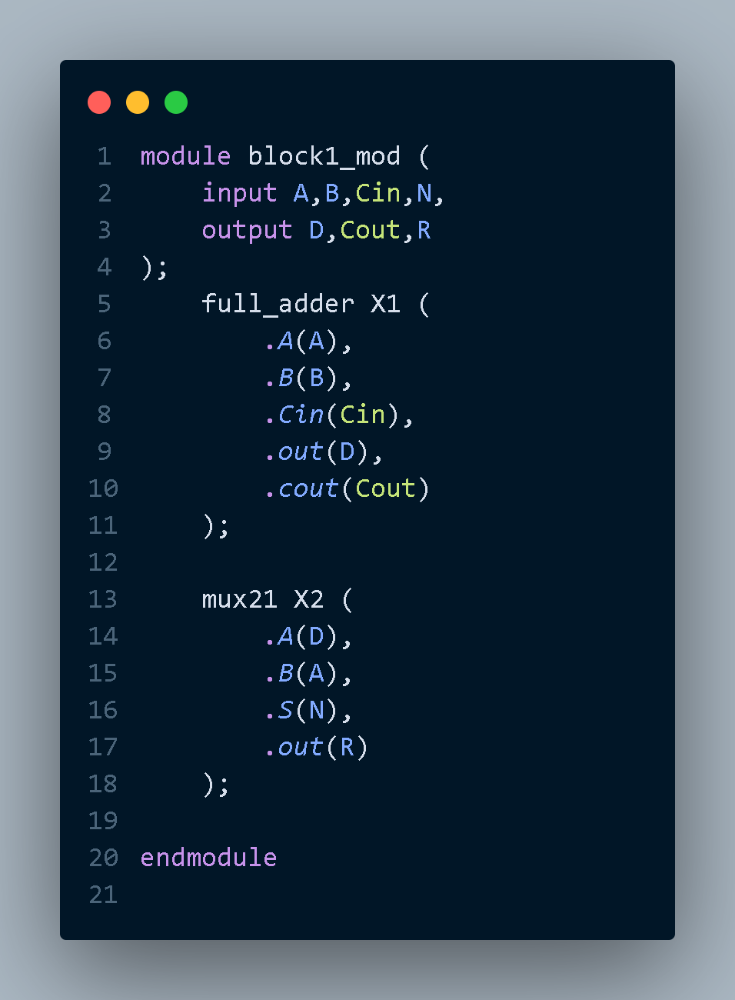 1 module block1_mod (
2     input A,B,Cin,N,
3     output D,Cout,R
4 );
5     full_adder X1 (
6         .A(A),
7         .B(B),
8         .Cin(Cin),
9         .out(D),
10         .cout(Cout)
11     );
12
13     mux21 X2 (
14         .A(D),
15         .B(A),
16         .S(N),
17         .out(R)
18     );
19
20 endmodule
21